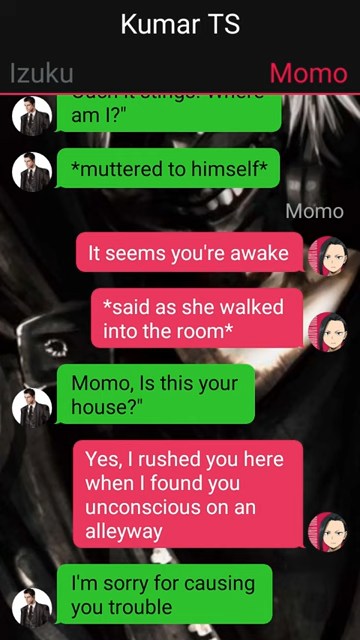 Kumar TS
Izuku
Momo
am I?"
*muttered to himself*
Momo
It seems you're awake
*said as she walked
into the room*
Momo, Is this your
house?"
Yes, I rushed you here
when I found you
unconscious on an
alleyway
I'm sorry for causing
you trouble